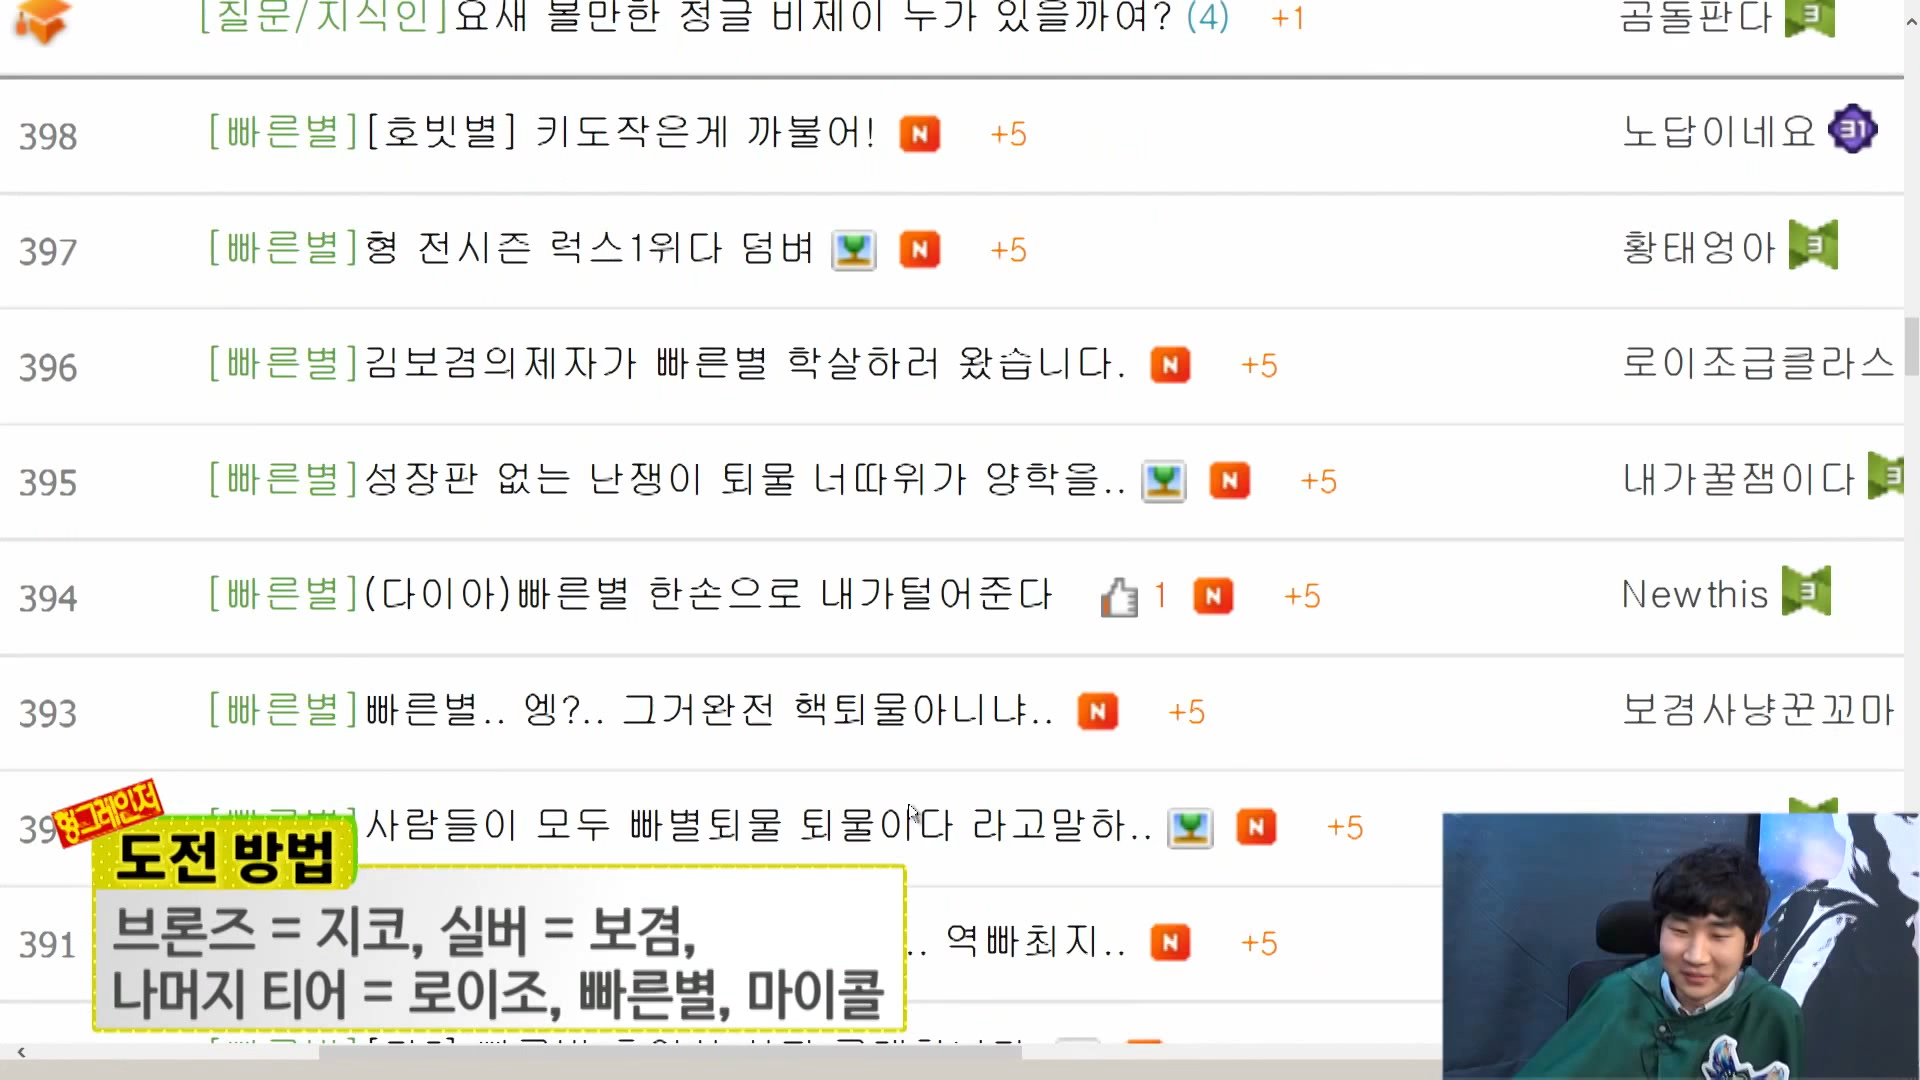 [질문/지식인]요새 볼만한 정글 비제이 누가 있을까여? (4) +1 곰돌판다 3
398 [빠른별][호빗별] 키도작은게 까불어! N +5 노답이네요 31
397 [빠른별]형 전시즌 럭스1위다 덤벼 N +5 황태엉아 3
396 [빠른별]김보겸의제자가 빠른별 학살하러 왔습니다. N +5 로이조급클라스
395 [빠른별]성장판 없는 난쟁이 퇴물 너따위가 양학을.. N +5 내가꿀잼이다 3
394 [빠른별](다이아)빠른별 한손으로 내가털어준다 1 N +5 Newthis 3
393 [빠른별]빠른별.. 엥?.. 그거완전 핵퇴물아니냐.. N +5 보겸사냥꾼꼬마
39 사람들이 모두 빠별퇴물 퇴물이다 라고말하.. N +5
헝그레인저
도전 방법
391 .. 역빠최지.. N +5
브론즈 = 지코, 실버 = 보겸,
나머지 티어 = 로이조, 빠른별, 마이콜